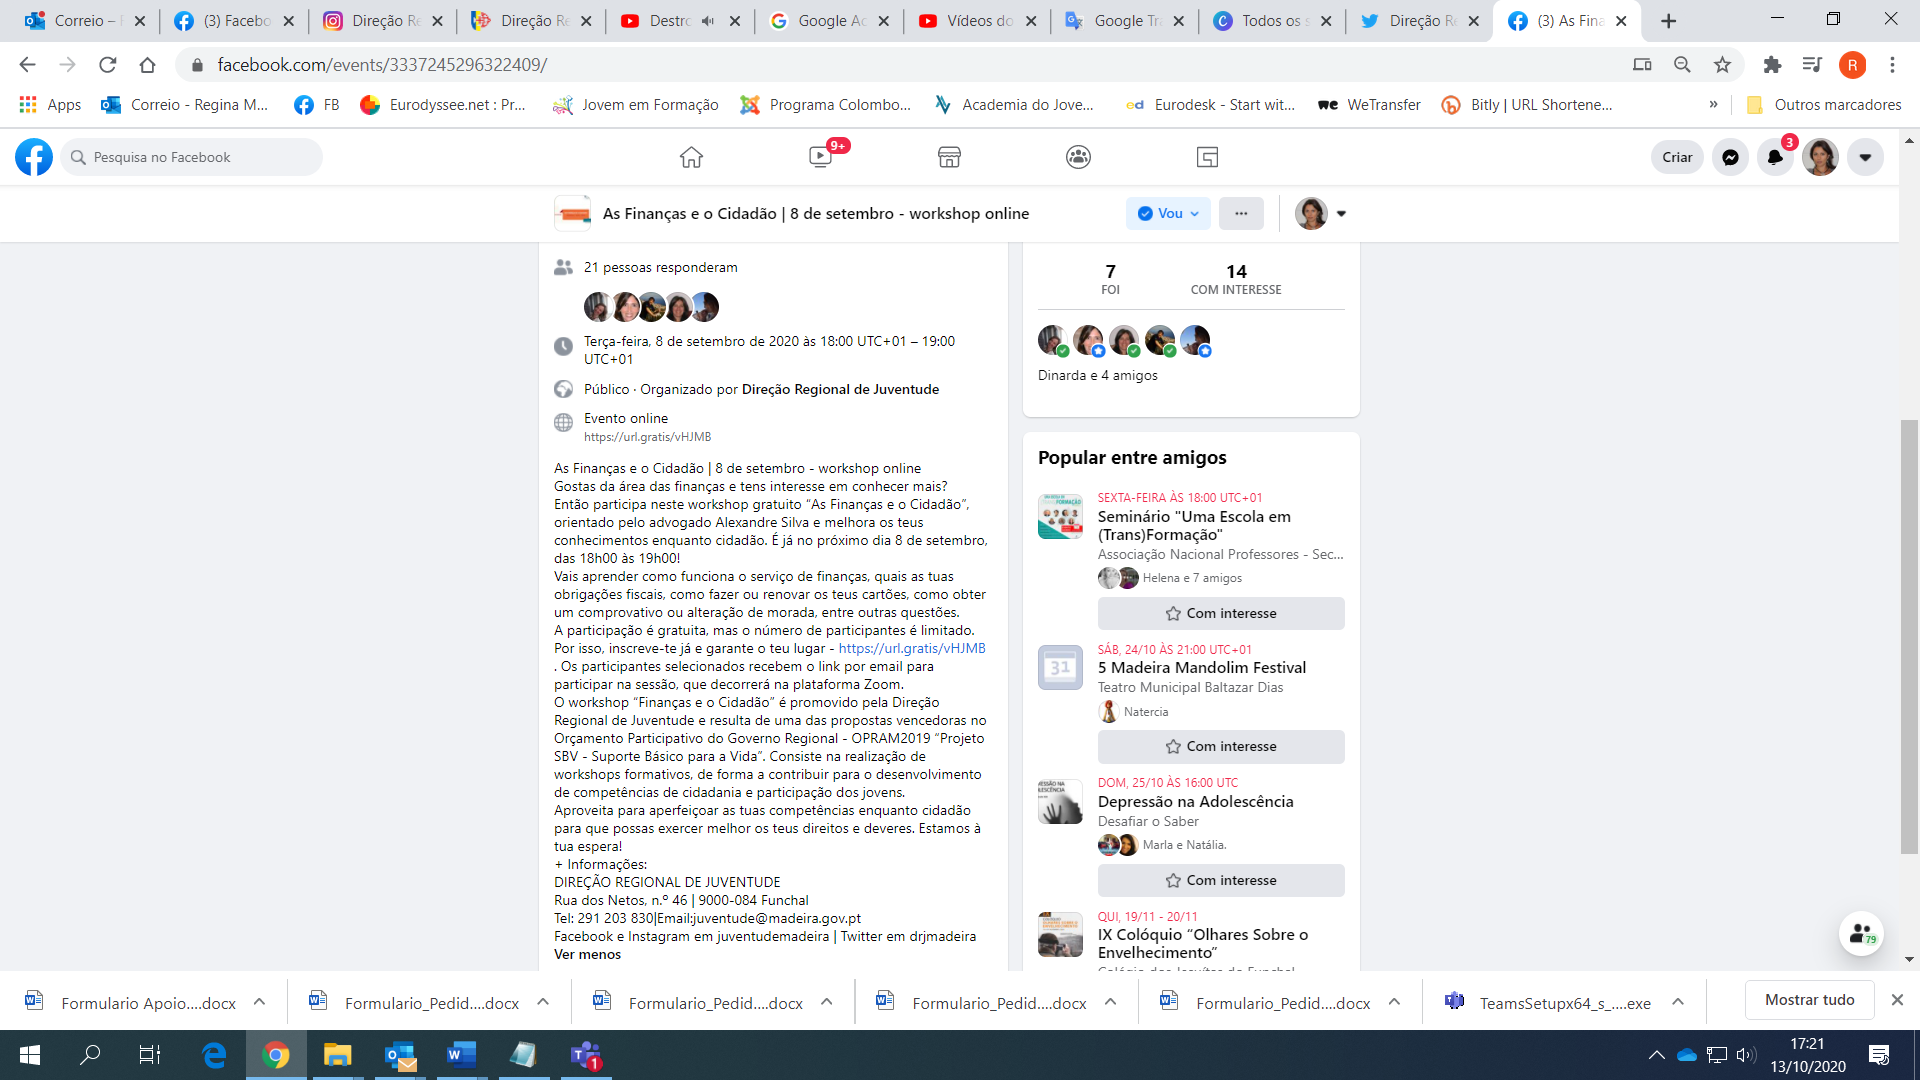 Correio –
(3) Facebo
Direção Re
Direção Re
Destro
Google Ac
Vídeos do
Google Tra
Todos os s
Direção Re
(3) As Fina
facebook.com/events/3337245296322409/
R
Apps
Correio - Regina M...
FB
Eurodyssee.net : Pr...
Jovem em Formação
Programa Colombo...
Academia do Jove...
ed
Eurodesk - Start wit...
we
WeTransfer
Bitly | URL Shortene...
»
Outros marcadores
Pesquisa no Facebook
9+
Criar
3
As Finanças e o Cidadão | 8 de setembro - workshop online
Vou
21 pessoas responderam
Terça-feira, 8 de setembro de 2020 às 18:00 UTC+01 – 19:00
UTC+01
Público · Organizado por Direção Regional de Juventude
Evento online
https://url.gratis/vHJMB
As Finanças e o Cidadão | 8 de setembro - workshop online
Gostas da área das finanças e tens interesse em conhecer mais?
Então participa neste workshop gratuito “As Finanças e o Cidadão”,
orientado pelo advogado Alexandre Silva e melhora os teus
conhecimentos enquanto cidadão. É já no próximo dia 8 de setembro,
das 18h00 às 19h00!
Vais aprender como funciona o serviço de finanças, quais as tuas
obrigações fiscais, como fazer ou renovar os teus cartões, como obter
um comprovativo ou alteração de morada, entre outras questões.
A participação é gratuita, mas o número de participantes é limitado.
Por isso, inscreve-te já e garante o teu lugar - https://url.gratis/vHJMB
. Os participantes selecionados recebem o link por email para
participar na sessão, que decorrerá na plataforma Zoom.
O workshop “Finanças e o Cidadão” é promovido pela Direção
Regional de Juventude e resulta de uma das propostas vencedoras no
Orçamento Participativo do Governo Regional - OPRAM2019 “Projeto
SBV - Suporte Básico para a Vida”. Consiste na realização de
workshops formativos, de forma a contribuir para o desenvolvimento
de competências de cidadania e participação dos jovens.
Aproveita para aperfeiçoar as tuas competências enquanto cidadão
para que possas exercer melhor os teus direitos e deveres. Estamos à
tua espera!
+ Informações:
DIREÇÃO REGIONAL DE JUVENTUDE
Rua dos Netos, n.º 46 | 9000-084 Funchal
Tel: 291 203 830|Email:juventude@madeira.gov.pt
Facebook e Instagram em juventudemadeira | Twitter em drjmadeira
Ver menos
7
FOI
14
COM INTERESSE
Dinarda e 4 amigos
Popular entre amigos
FORMAÇÃO
SEXTA-FEIRA ÀS 18:00 UTC+01
Seminário "Uma Escola em
(Trans)Formação"
Associação Nacional Professores - Sec...
Helena e 7 amigos
Com interesse
31
SÁB, 24/10 ÀS 21:00 UTC+01
5 Madeira Mandolim Festival
Teatro Municipal Baltazar Dias
Natercia
Com interesse
DOM, 25/10 ÀS 16:00 UTC
Depressão na Adolescência
Desafiar o Saber
Marla e Natália.
Com interesse
QUI, 19/11 - 20/11
IX Colóquio “Olhares Sobre o
Envelhecimento”
Colégio dos Jesuítas do Funchal
79
Formulario Apoio....docx
Formulario_Pedid....docx
Formulario_Pedid....docx
Formulario_Pedid....docx
Formulario_Pedid....docx
TeamsSetupx64_s_....exe
Mostrar tudo
1
17:21
13/10/2020